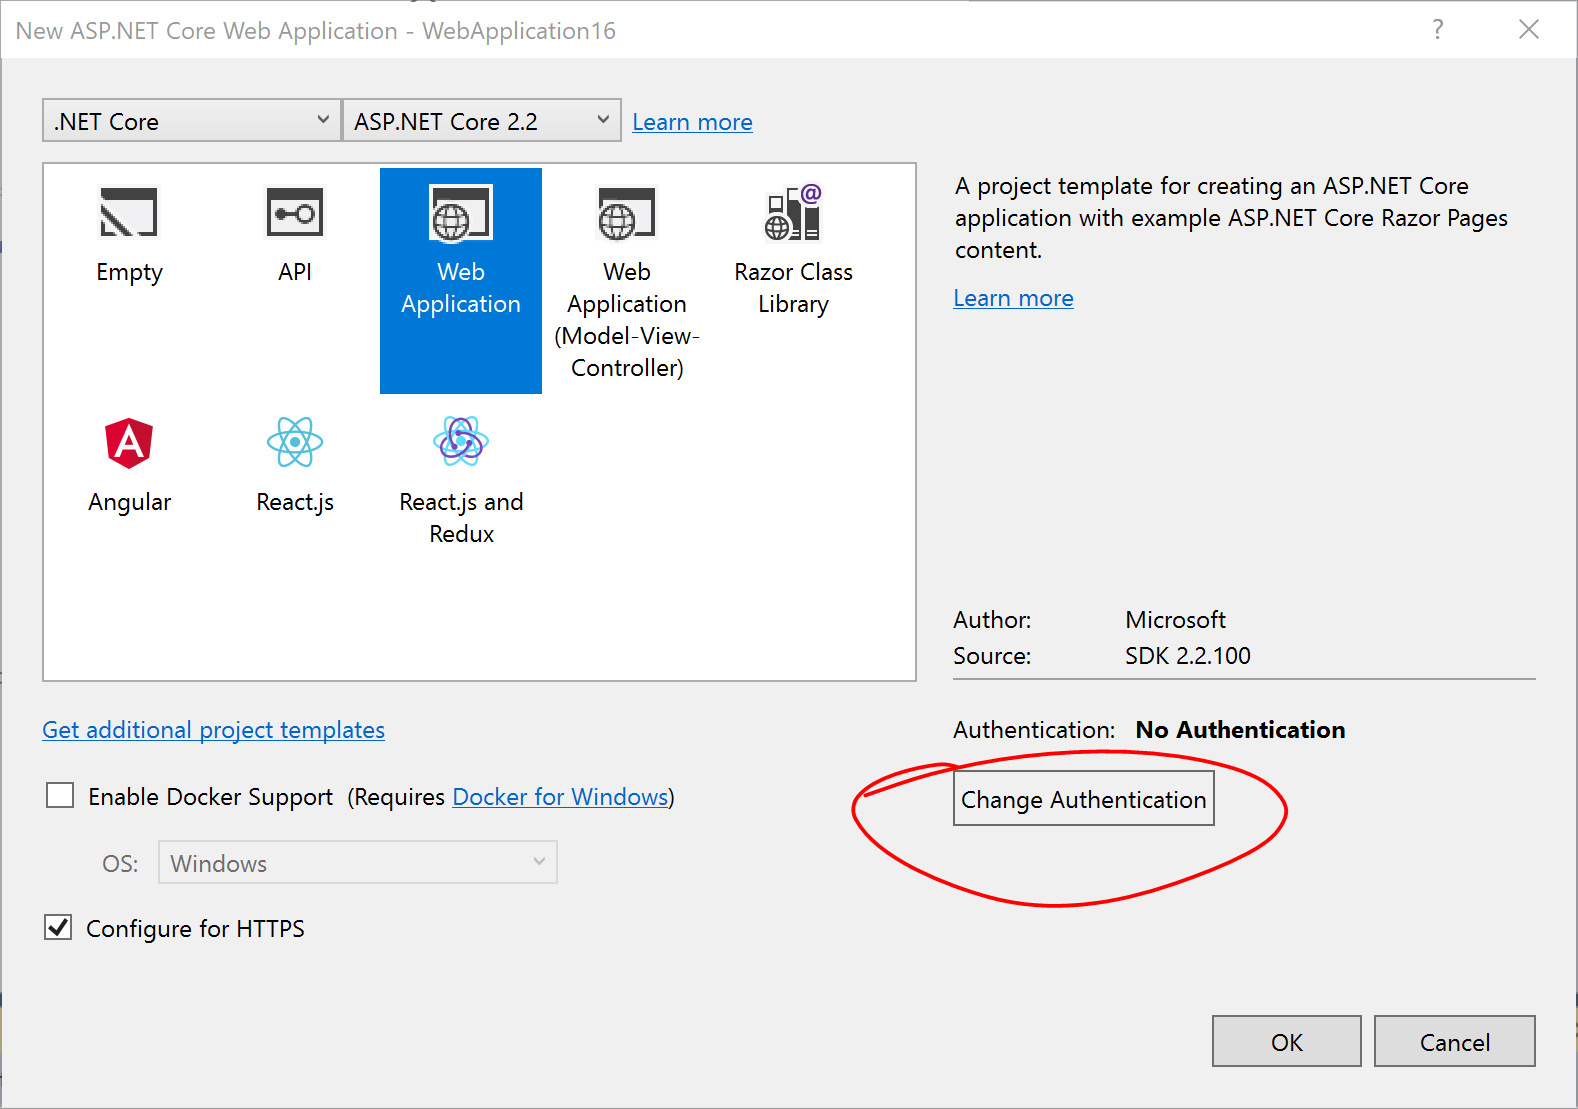 New ASP.NET Core Web Application - WebApplication16
?
.NET Core
ASP.NET Core 2.2
Learn more
Empty
API
Web
Application
Web
Application
(Model-View-
Controller)
Razor Class
Library
Angular
React.js
React.js and
Redux
A project template for creating an ASP.NET Core
application with example ASP.NET Core Razor Pages
content.
Learn more
Author: Microsoft
Source: SDK 2.2.100
Get additional project templates
Authentication: No Authentication
Change Authentication
Enable Docker Support (Requires Docker for Windows)
OS: Windows
Configure for HTTPS
OK
Cancel